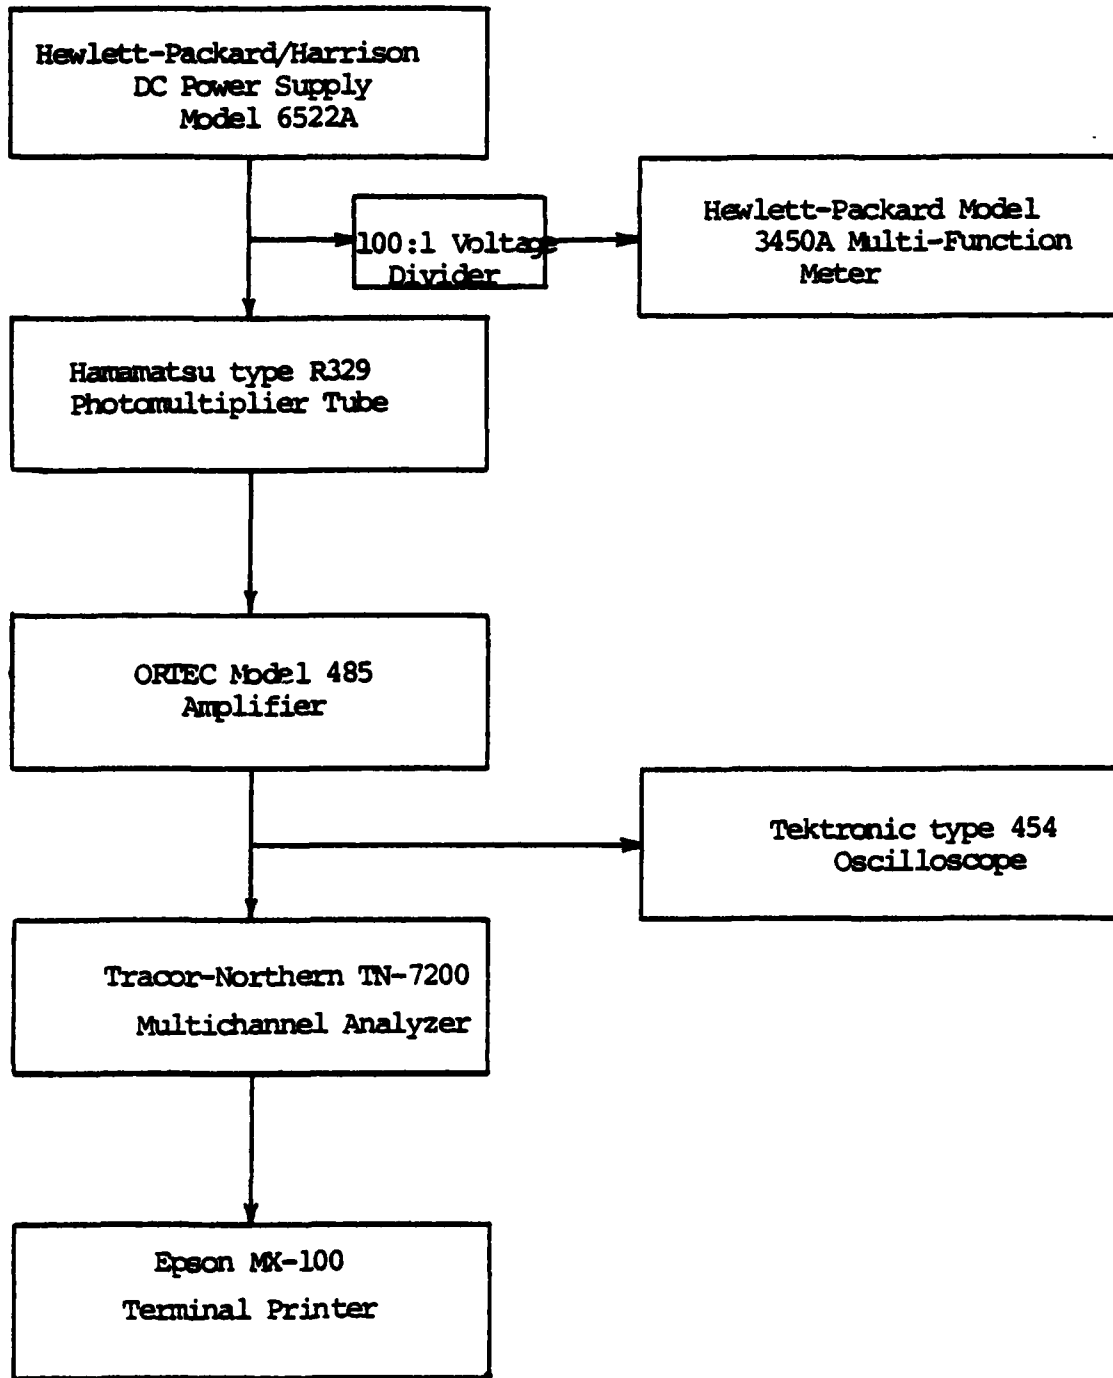 Hewlett-Packard/Harrison
DC Power Supply
Model 6522A
100:1 Voltage
Divider
Hewlett-Packard Model
3450A Multi-Function
Meter
Hamamatsu type R329
Photomultiplier Tube
ORTEC Model 485
Amplifier
Tektronic type 454
Oscilloscope
Tracor-Northern TN-7200
Multichannel Analyzer
Epson MX-100
Terminal Printer